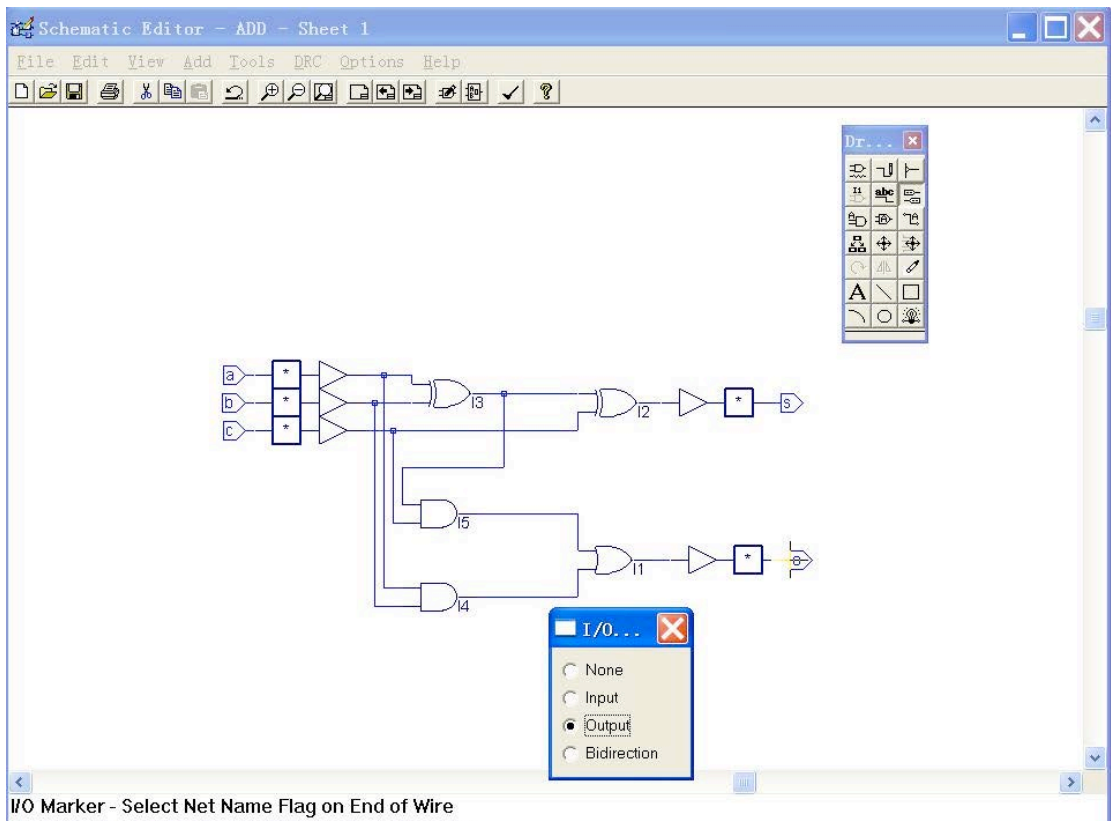 Schematic Editor - ADD - Sheet 1
File Edit View Add Tools DRC Options Help
Dr...
I1
abc
A
a
*
b
*
c
*
I3
I2
*
s
I5
I1
*
o
I4
I/O...
None
Input
Output
Bidirection
I/O Marker - Select Net Name Flag on End of Wire